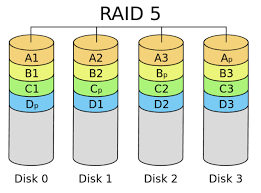 RAID 5
A1 A2 A3 Ap
B1 B2 Bp B3
C1 Cp C2 C3
Dp D1 D2 D3
Disk 0 Disk 1 Disk 2 Disk 3